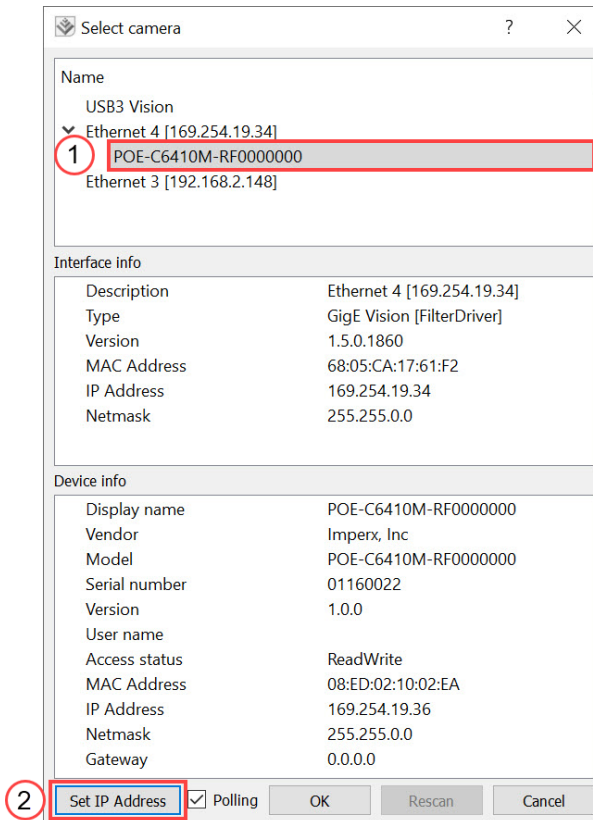 Select camera ?
Name
USB3 Vision
Ethernet 4 [169.254.19.34]
1 POE-C6410M-RF0000000
Ethernet 3 [192.168.2.148]
Interface info
Description Ethernet 4 [169.254.19.34]
Type GigE Vision [FilterDriver]
Version 1.5.0.1860
MAC Address 68:05:CA:17:61:F2
IP Address 169.254.19.34
Netmask 255.255.0.0
Device info
Display name POE-C6410M-RF0000000
Vendor Imperx, Inc
Model POE-C6410M-RF0000000
Serial number 01160022
Version 1.0.0
User name
Access status ReadWrite
MAC Address 08:ED:02:10:02:EA
IP Address 169.254.19.36
Netmask 255.255.0.0
Gateway 0.0.0.0
2 Set IP Address Polling OK Rescan Cancel